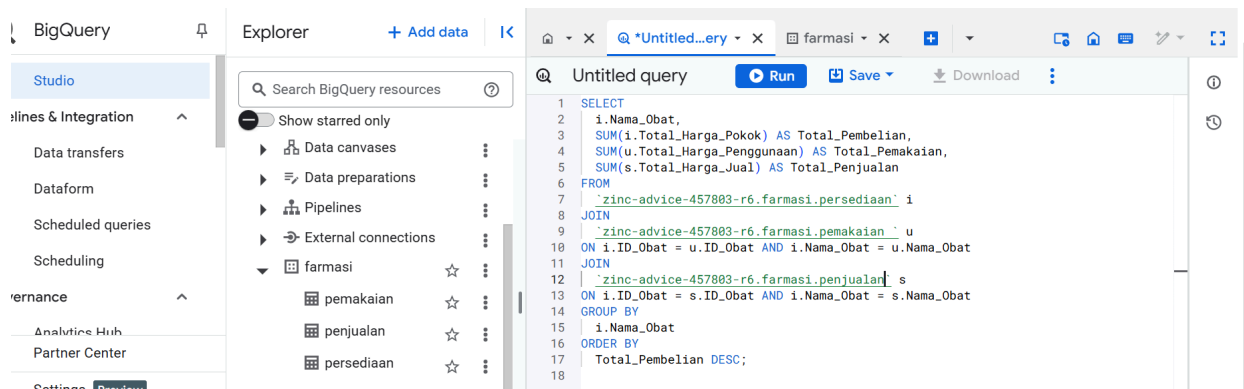 BigQuery
Studio
elines & Integration
Data transfers
Dataform
Scheduled queries
Scheduling
ernance
Analytics Hub
Partner Center
Settings Preview
Explorer + Add data
Search BigQuery resources
Show starred only
Data canvases
Data preparations
Pipelines
External connections
farmasi
pemakaian
penjualan
persediaan
*Untitled...ery farmasi
Untitled query Run Save Download
1 SELECT
2 i.Nama_Obat,
3 SUM(i.Total_Harga_Pokok) AS Total_Pembelian,
4 SUM(u.Total_Harga_Penggunaan) AS Total_Pemakaian,
5 SUM(s.Total_Harga_Jual) AS Total_Penjualan
6 FROM
7 `zinc-advice-457803-r6.farmasi.persediaan` i
8 JOIN
9 `zinc-advice-457803-r6.farmasi.pemakaian ` u
10 ON i.ID_Obat = u.ID_Obat AND i.Nama_Obat = u.Nama_Obat
11 JOIN
12 `zinc-advice-457803-r6.farmasi.penjualan` s
13 ON i.ID_Obat = s.ID_Obat AND i.Nama_Obat = s.Nama_Obat
14 GROUP BY
15 i.Nama_Obat
16 ORDER BY
17 Total_Pembelian DESC;
18